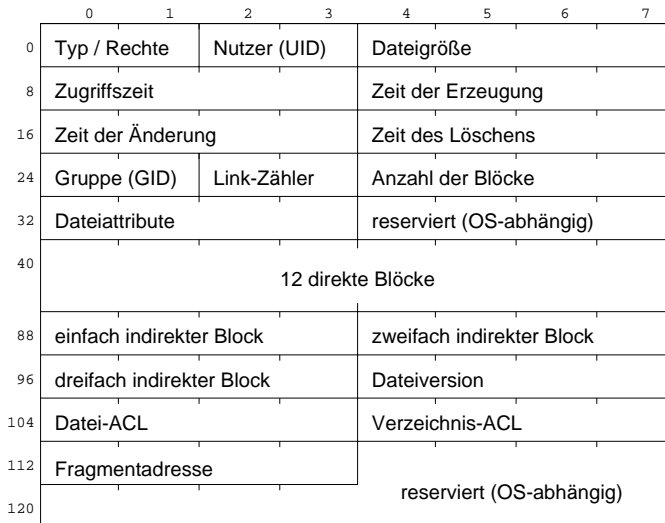 0 1 2 3 4 5 6 7
0 Typ / Rechte Nutzer (UID) Dateigröße
8 Zugriffszeit Zeit der Erzeugung
16 Zeit der Änderung Zeit des Löschens
24 Gruppe (GID) Link-Zähler Anzahl der Blöcke
32 Dateiattribute reserviert (OS-abhängig)
40
12 direkte Blöcke
88 einfach indirekter Block zweifach indirekter Block
96 dreifach indirekter Block Dateiversion
104 Datei-ACL Verzeichnis-ACL
112 Fragmentadresse
reserviert (OS-abhängig)
120